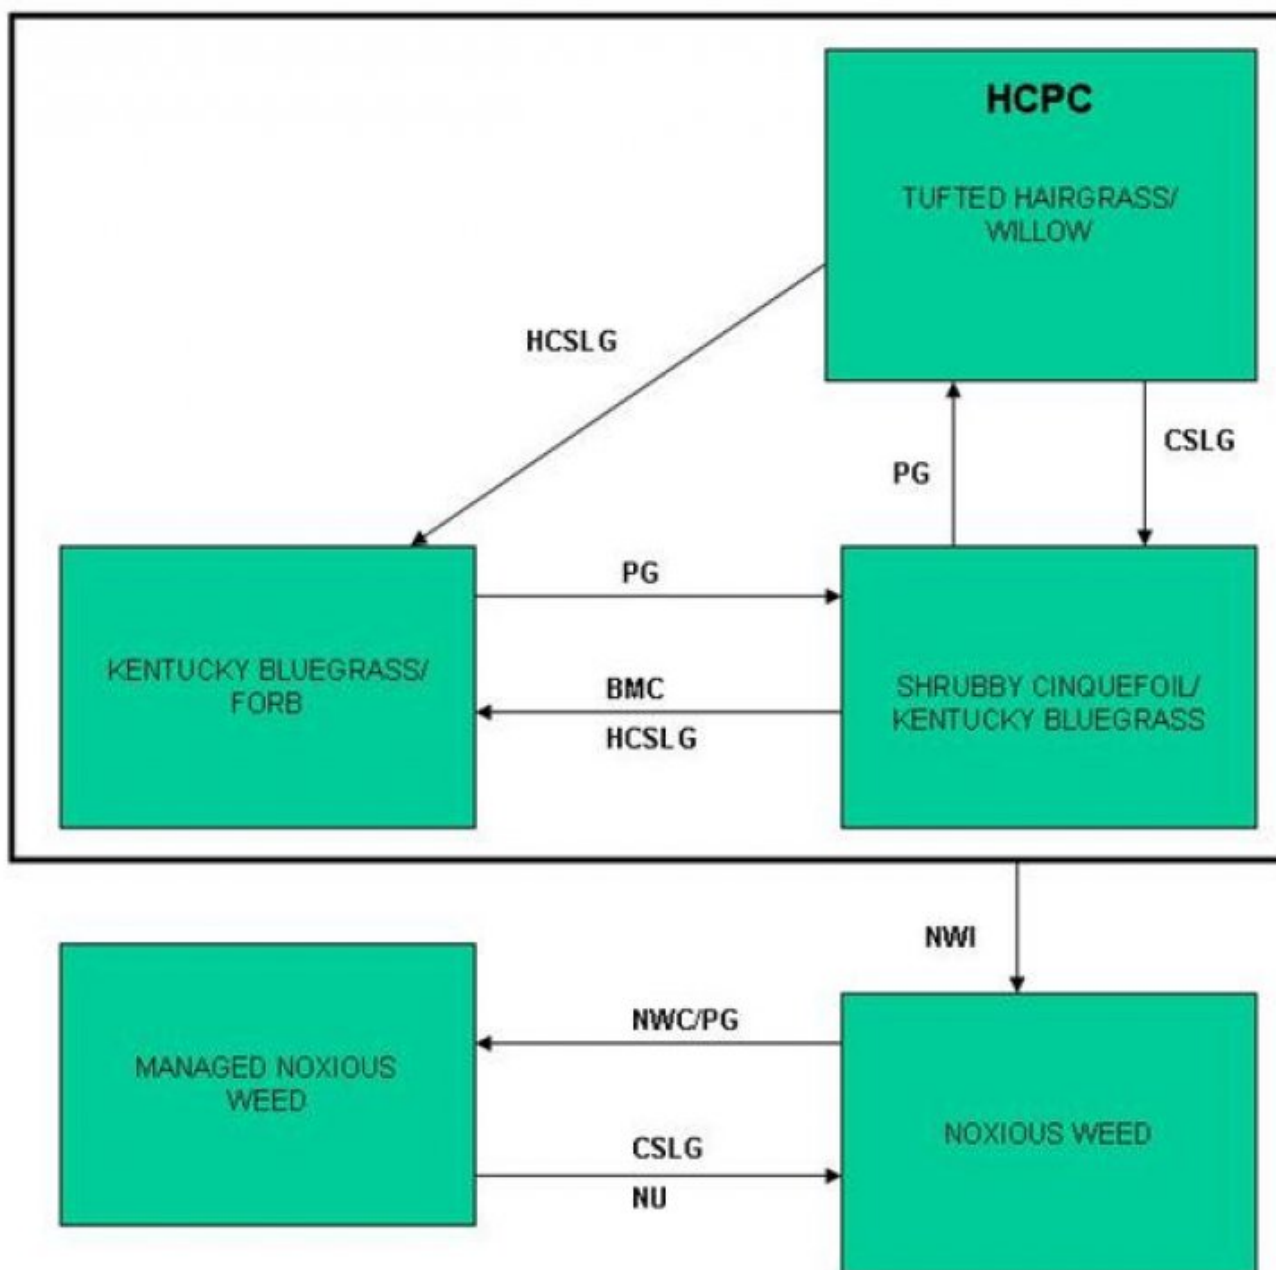 HCPC
TUFTED HAIRGRASS/
WILLOW
HCSLG
CSLG
PG
PG
KENTUCKY BLUEGRASS/
FORB
BMC
HCSLG
SHRUBBY CINQUEFOIL/
KENTUCKY BLUEGRASS
NWI
NWC/PG
MANAGED NOXIOUS
WEED
CSLG
NU
NOXIOUS WEED